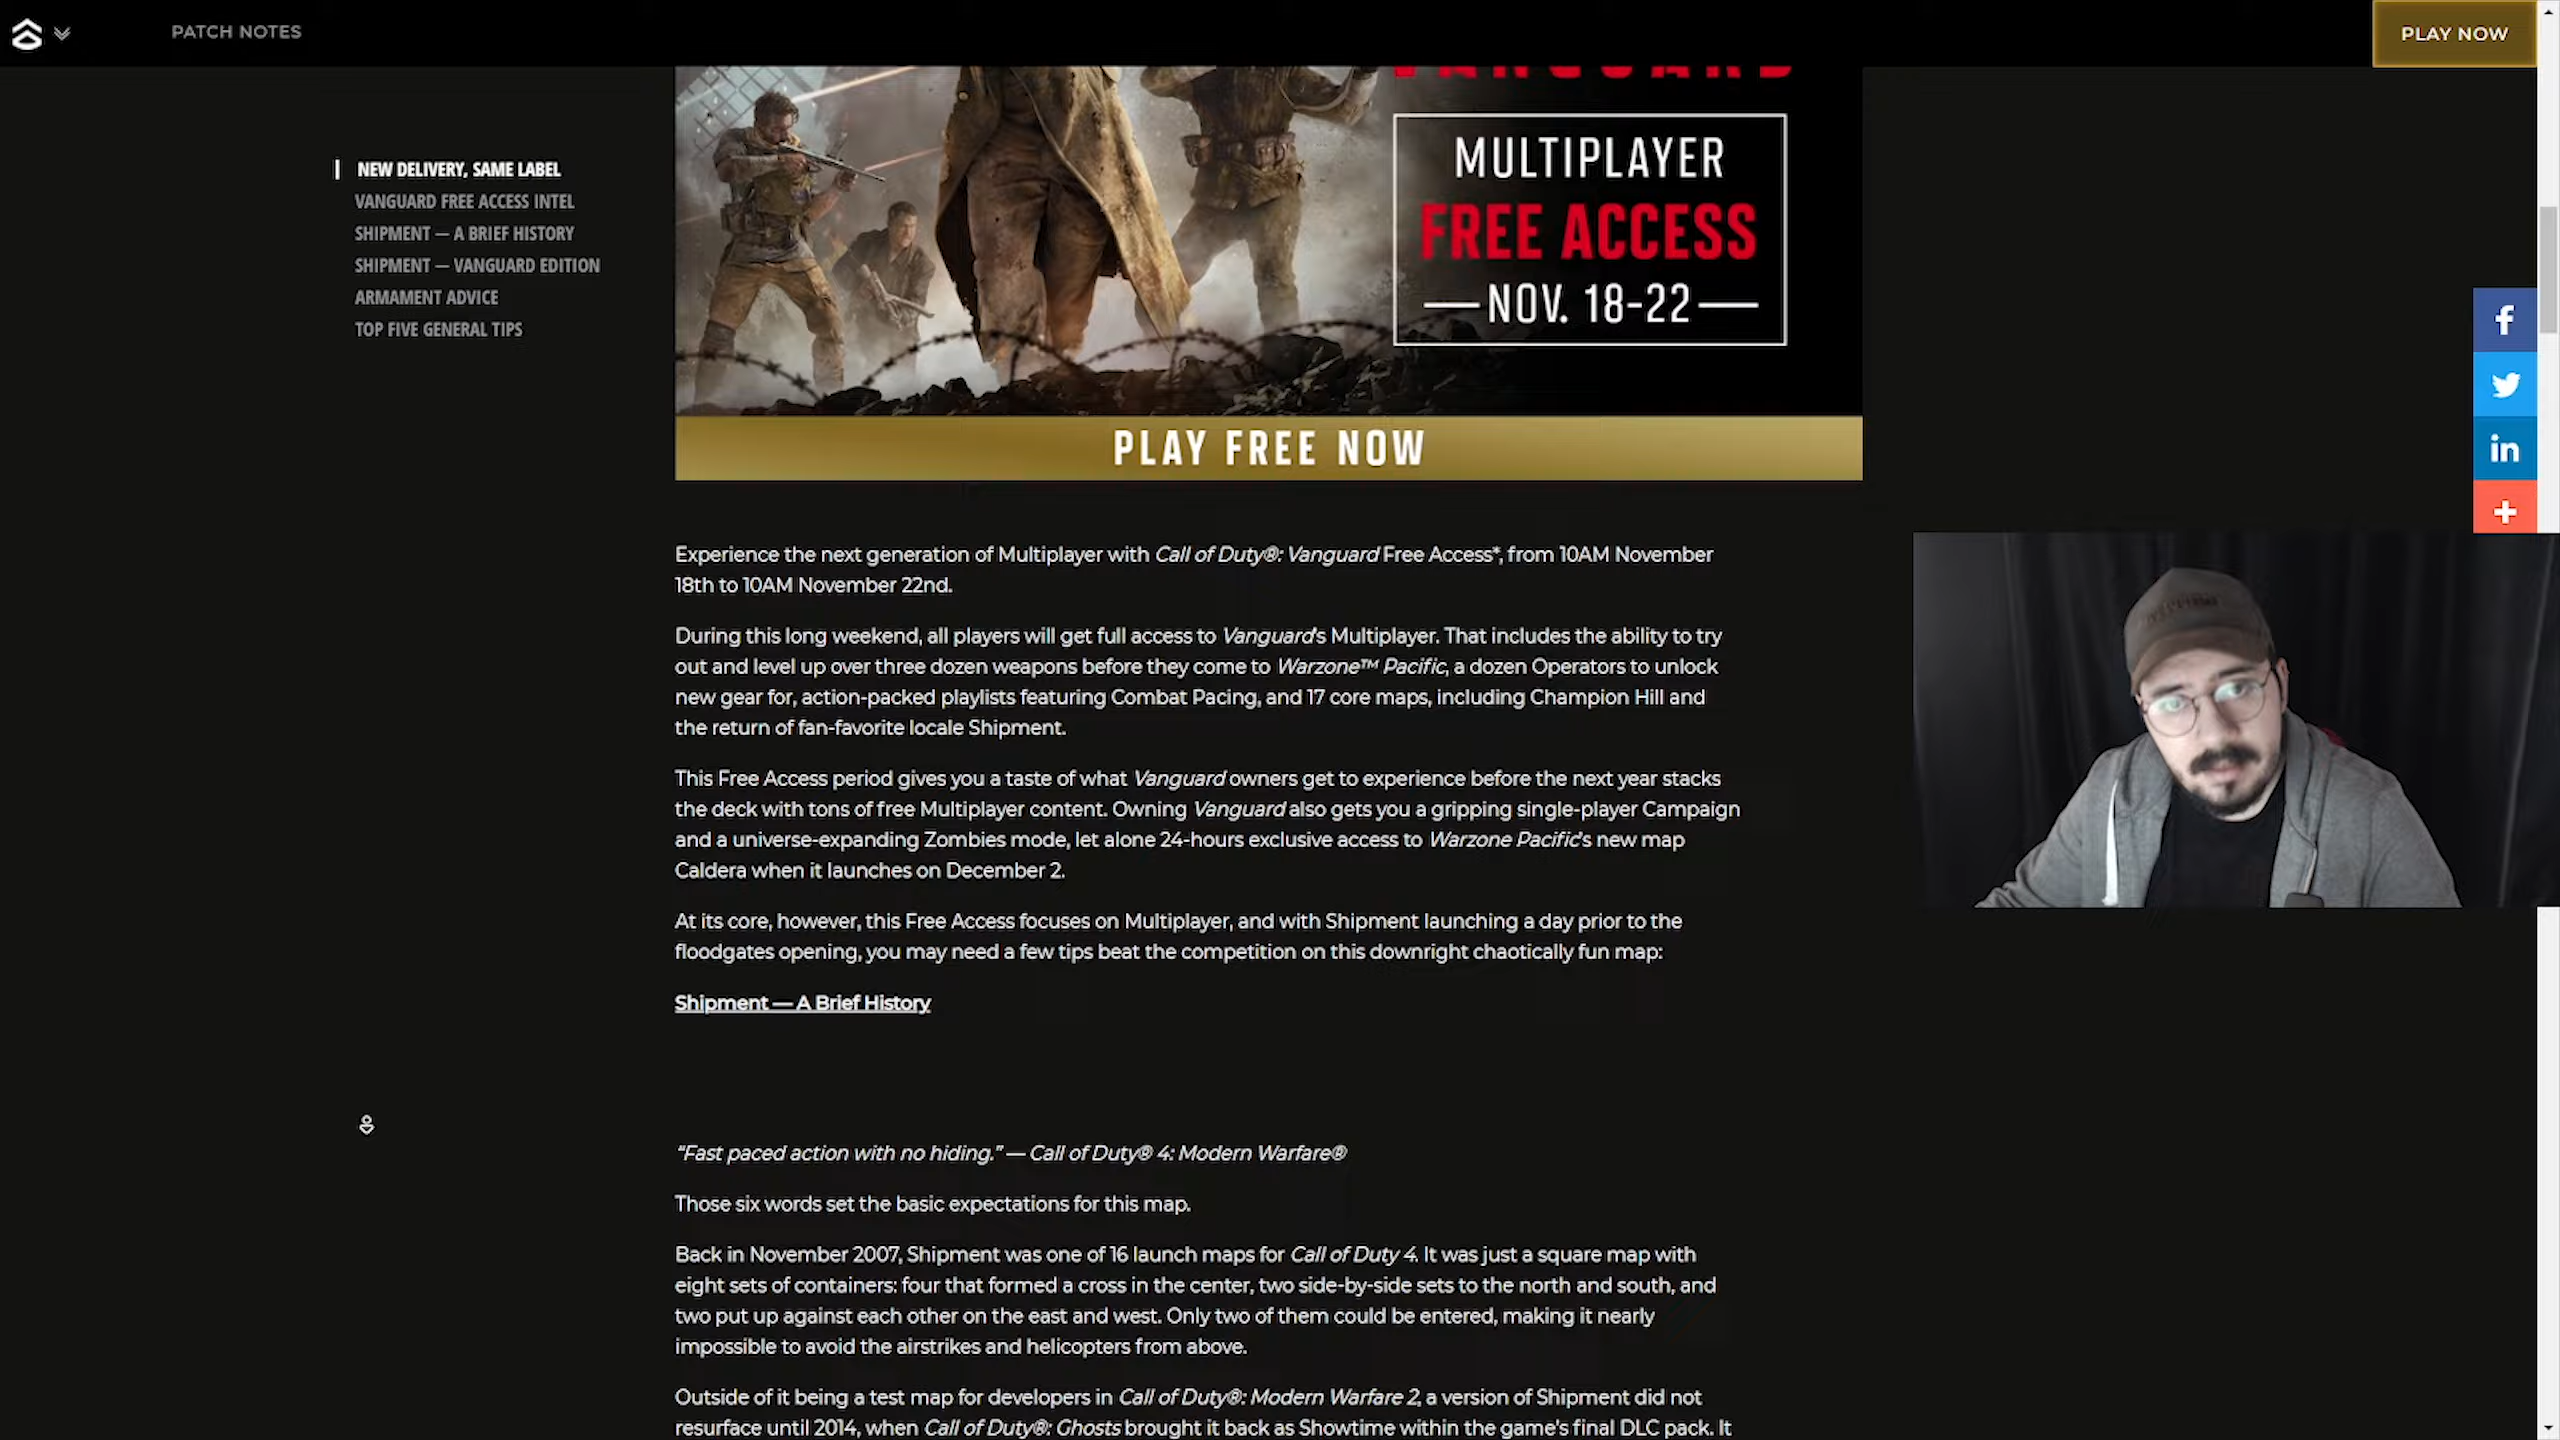 PATCH NOTES
PLAY NOW
NEW DELIVERY, SAME LABEL
VANGUARD FREE ACCESS INTEL
SHIPMENT — A BRIEF HISTORY
SHIPMENT — VANGUARD EDITION
ARMAMENT ADVICE
TOP FIVE GENERAL TIPS
VANGUARD
MULTIPLAYER
FREE ACCESS
NOV. 18-22
PLAY FREE NOW
Experience the next generation of Multiplayer with Call of Duty®: Vanguard Free Access*, from 10AM November
18th to 10AM November 22nd.
During this long weekend, all players will get full access to Vanguard's Multiplayer. That includes the ability to try
out and level up over three dozen weapons before they come to Warzone™ Pacific, a dozen Operators to unlock
new gear for, action-packed playlists featuring Combat Pacing, and 17 core maps, including Champion Hill and
the return of fan-favorite locale Shipment.
This Free Access period gives you a taste of what Vanguard owners get to experience before the next year stacks
the deck with tons of free Multiplayer content. Owning Vanguard also gets you a gripping single-player Campaign
and a universe-expanding Zombies mode, let alone 24-hours exclusive access to Warzone Pacific's new map
Caldera when it launches on December 2.
At its core, however, this Free Access focuses on Multiplayer, and with Shipment launching a day prior to the
floodgates opening, you may need a few tips beat the competition on this downright chaotically fun map:
Shipment — A Brief History
“Fast paced action with no hiding.” — Call of Duty® 4: Modern Warfare®
Those six words set the basic expectations for this map.
Back in November 2007, Shipment was one of 16 launch maps for Call of Duty 4. It was just a square map with
eight sets of containers: four that formed a cross in the center, two side-by-side sets to the north and south, and
two put up against each other on the east and west. Only two of them could be entered, making it nearly
impossible to avoid the airstrikes and helicopters from above.
Outside of it being a test map for developers in Call of Duty®: Modern Warfare 2, a version of Shipment did not
resurface until 2014, when Call of Duty®: Ghosts brought it back as Showtime within the game's final DLC pack. It